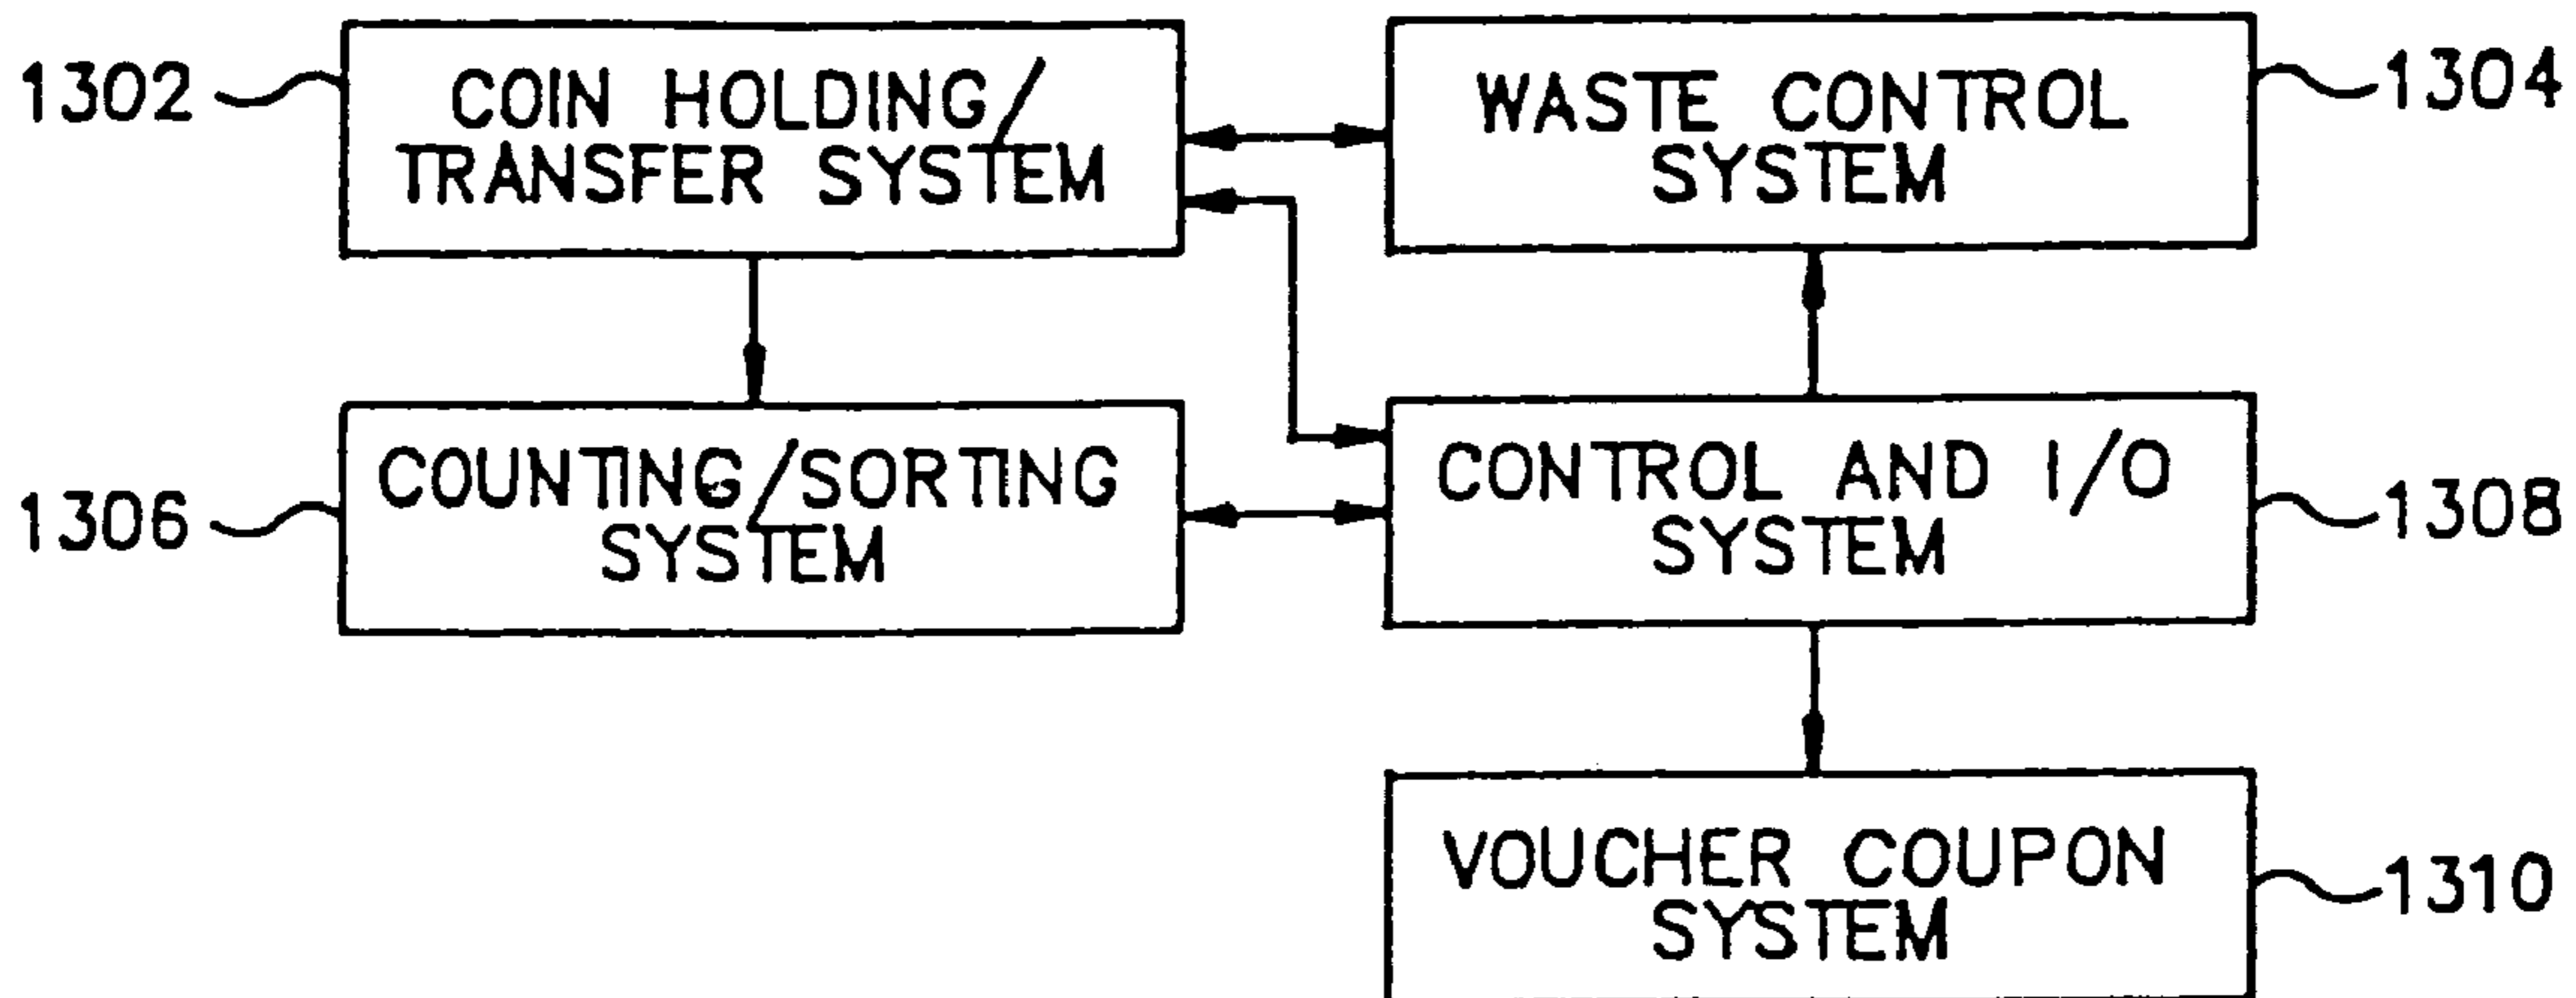 1302
COIN HOLDING/
TRANSFER SYSTEM
WASTE CONTROL
SYSTEM
1304
1306
COUNTING/SORTING
SYSTEM
CONTROL AND I/O
SYSTEM
1308
VOUCHER COUPON
SYSTEM
1310